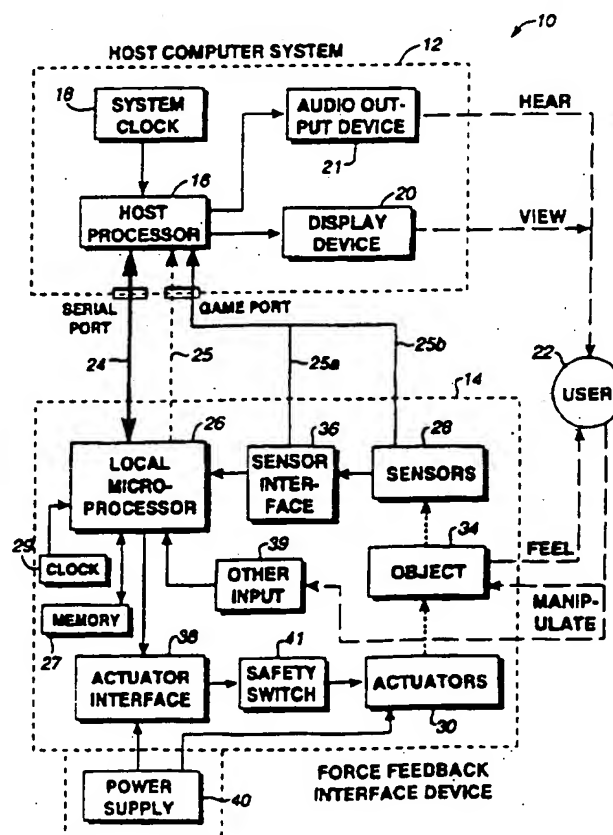 10
HOST COMPUTER SYSTEM
12
18
SYSTEM
CLOCK
AUDIO OUT-
PUT DEVICE
21
HEAR
16
HOST
PROCESSOR
20
DISPLAY
DEVICE
VIEW
SERIAL
PORT
GAME PORT
24
25
25a
25b
14
22
USER
26
LOCAL
MICRO-
PROCESSOR
36
SENSOR
INTER-
FACE
28
SENSORS
29
CLOCK
39
OTHER
INPUT
34
OBJECT
FEEL
MANIP-
ULATE
MEMORY
27
38
ACTUATOR
INTERFACE
41
SAFETY
SWITCH
ACTUATORS
30
POWER
SUPPLY
40
FORCE FEEDBACK
INTERFACE DEVICE